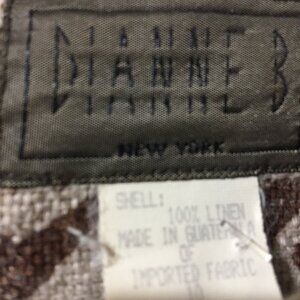 DIANNE B
NEW YORK
SHELL:
100% LINEN
MADE IN GUATEMALA
OF
IMPORTED FABRIC